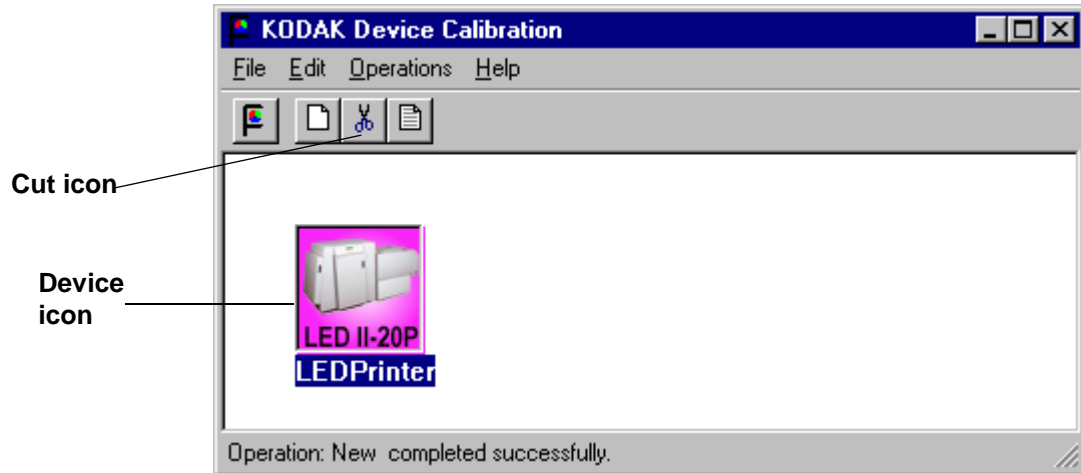 KODAK Device Calibration
File Edit Operations Help
Cut icon
Device
icon
LED II-20P
LEDPrinter
Operation: New completed successfully.